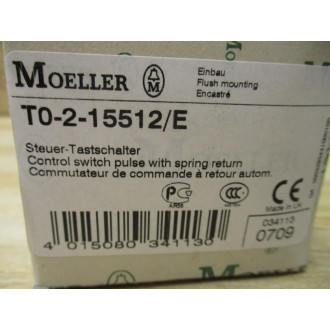 MOELLER
M
Einbau
Flush mounting
Encastré
T0-2-15512/E
Steuer-Tastschalter
Control switch pulse with spring return
Commutateur de commande à retour autom.
CCC
CE
Made in UK
034113
0709
4 015080 341130